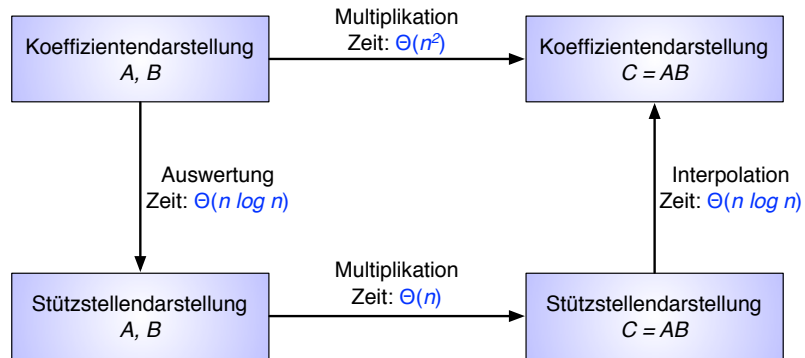 Koeffizientendarstellung
A, B
Multiplikation
Zeit: Θ(n²)
Koeffizientendarstellung
C = AB
Auswertung
Zeit: Θ(n log n)
Interpolation
Zeit: Θ(n log n)
Stützstellendarstellung
A, B
Multiplikation
Zeit: Θ(n)
Stützstellendarstellung
C = AB